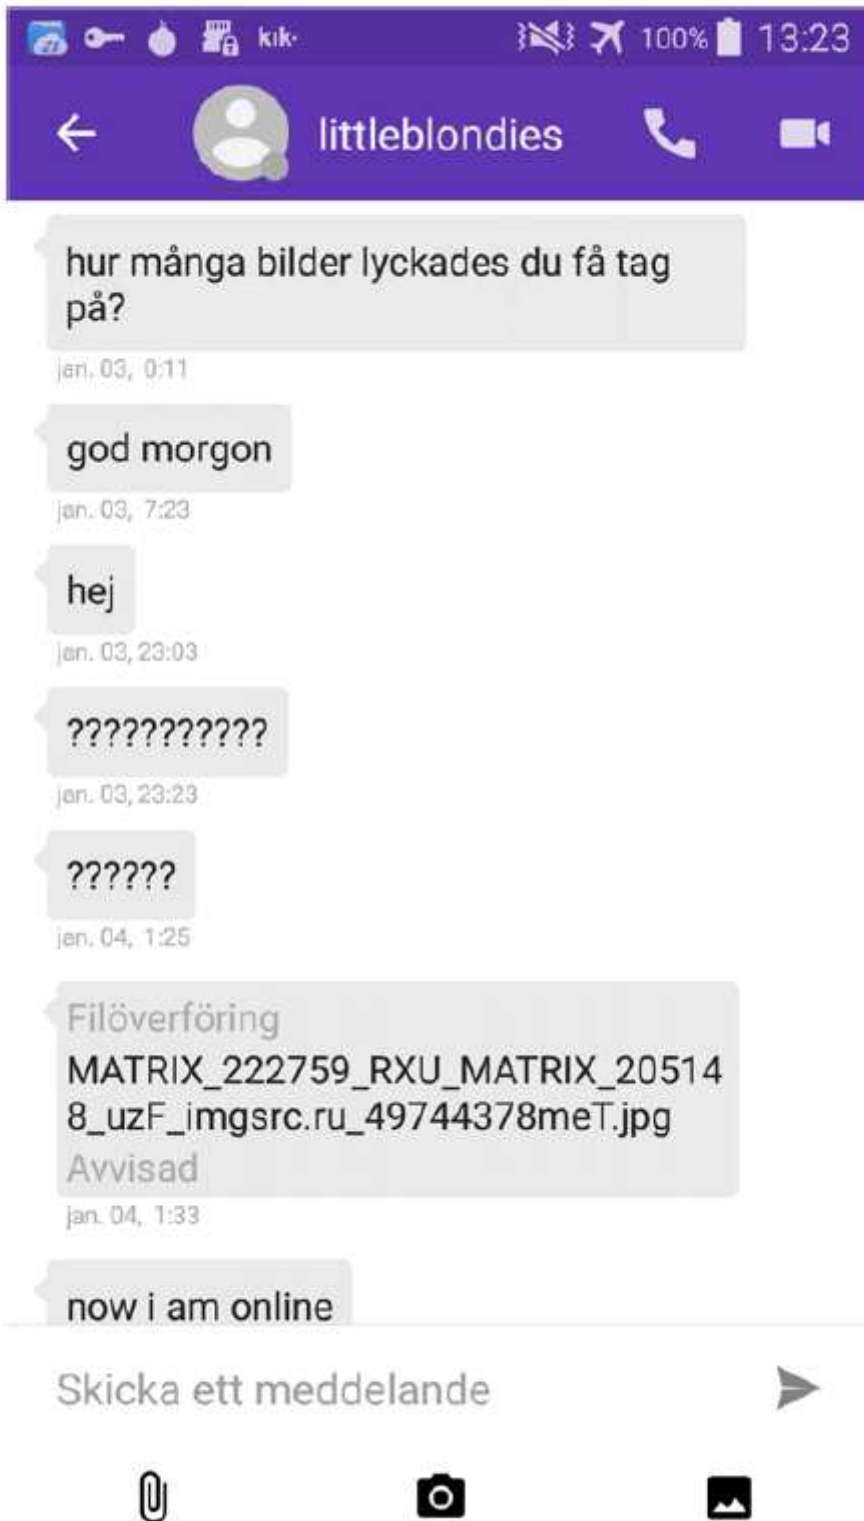 kik·
100%
13:23
littleblondies
hur många bilder lyckades du få tag
på?
jan. 03, 0:11
god morgon
jan. 03, 7:23
hej
jan. 03, 23:03
???????????
jan. 03, 23:23
??????
jan. 04, 1:25
Filöverföring
MATRIX_222759_RXU_MATRIX_20514
8_uzF_imgsrc.ru_49744378meT.jpg
Avvisad
jan. 04, 1:33
now i am online
Skicka ett meddelande